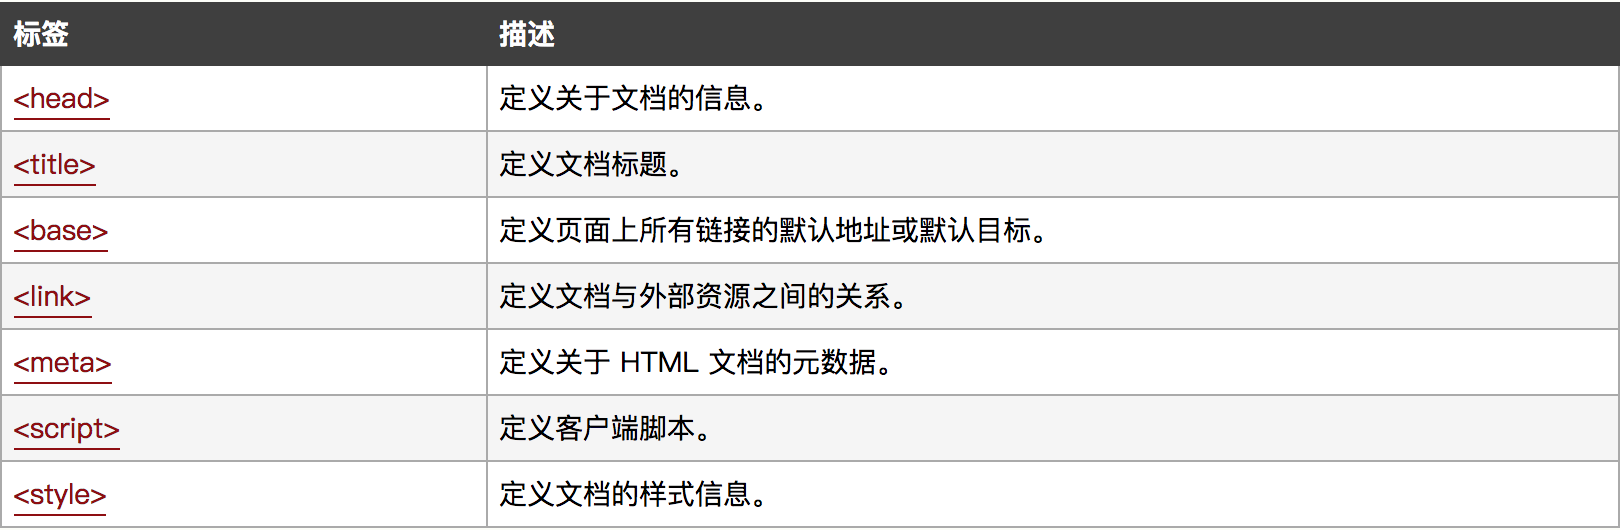 标签 描述
<head> 定义关于文档的信息。
<title> 定义文档标题。
<base> 定义页面上所有链接的默认地址或默认目标。
<link> 定义文档与外部资源之间的关系。
<meta> 定义关于 HTML 文档的元数据。
<script> 定义客户端脚本。
<style> 定义文档的样式信息。